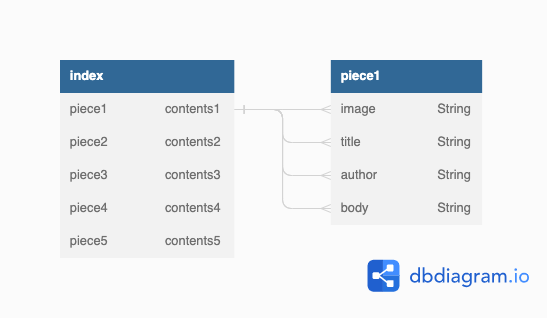 index
piece1 contents1
piece2 contents2
piece3 contents3
piece4 contents4
piece5 contents5
piece1
image String
title String
author String
body String
dbdiagram.io